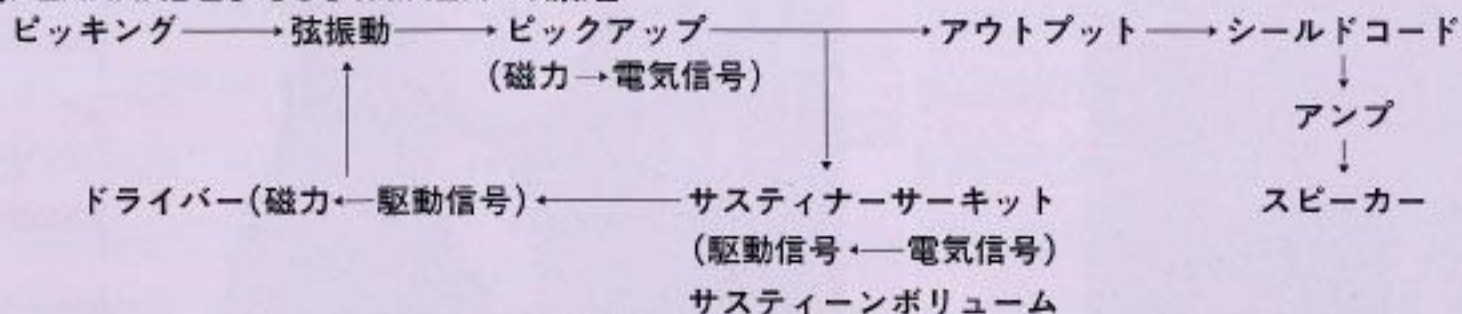 ピッキング→弦振動→ピックアップ→アウトプット→シールドコード
(磁力→電気信号)
アンプ
ドライバー(磁力←駆動信号)←サスティナーサーキット
スピーカー
(駆動信号←電気信号)
サスティーンボリューム